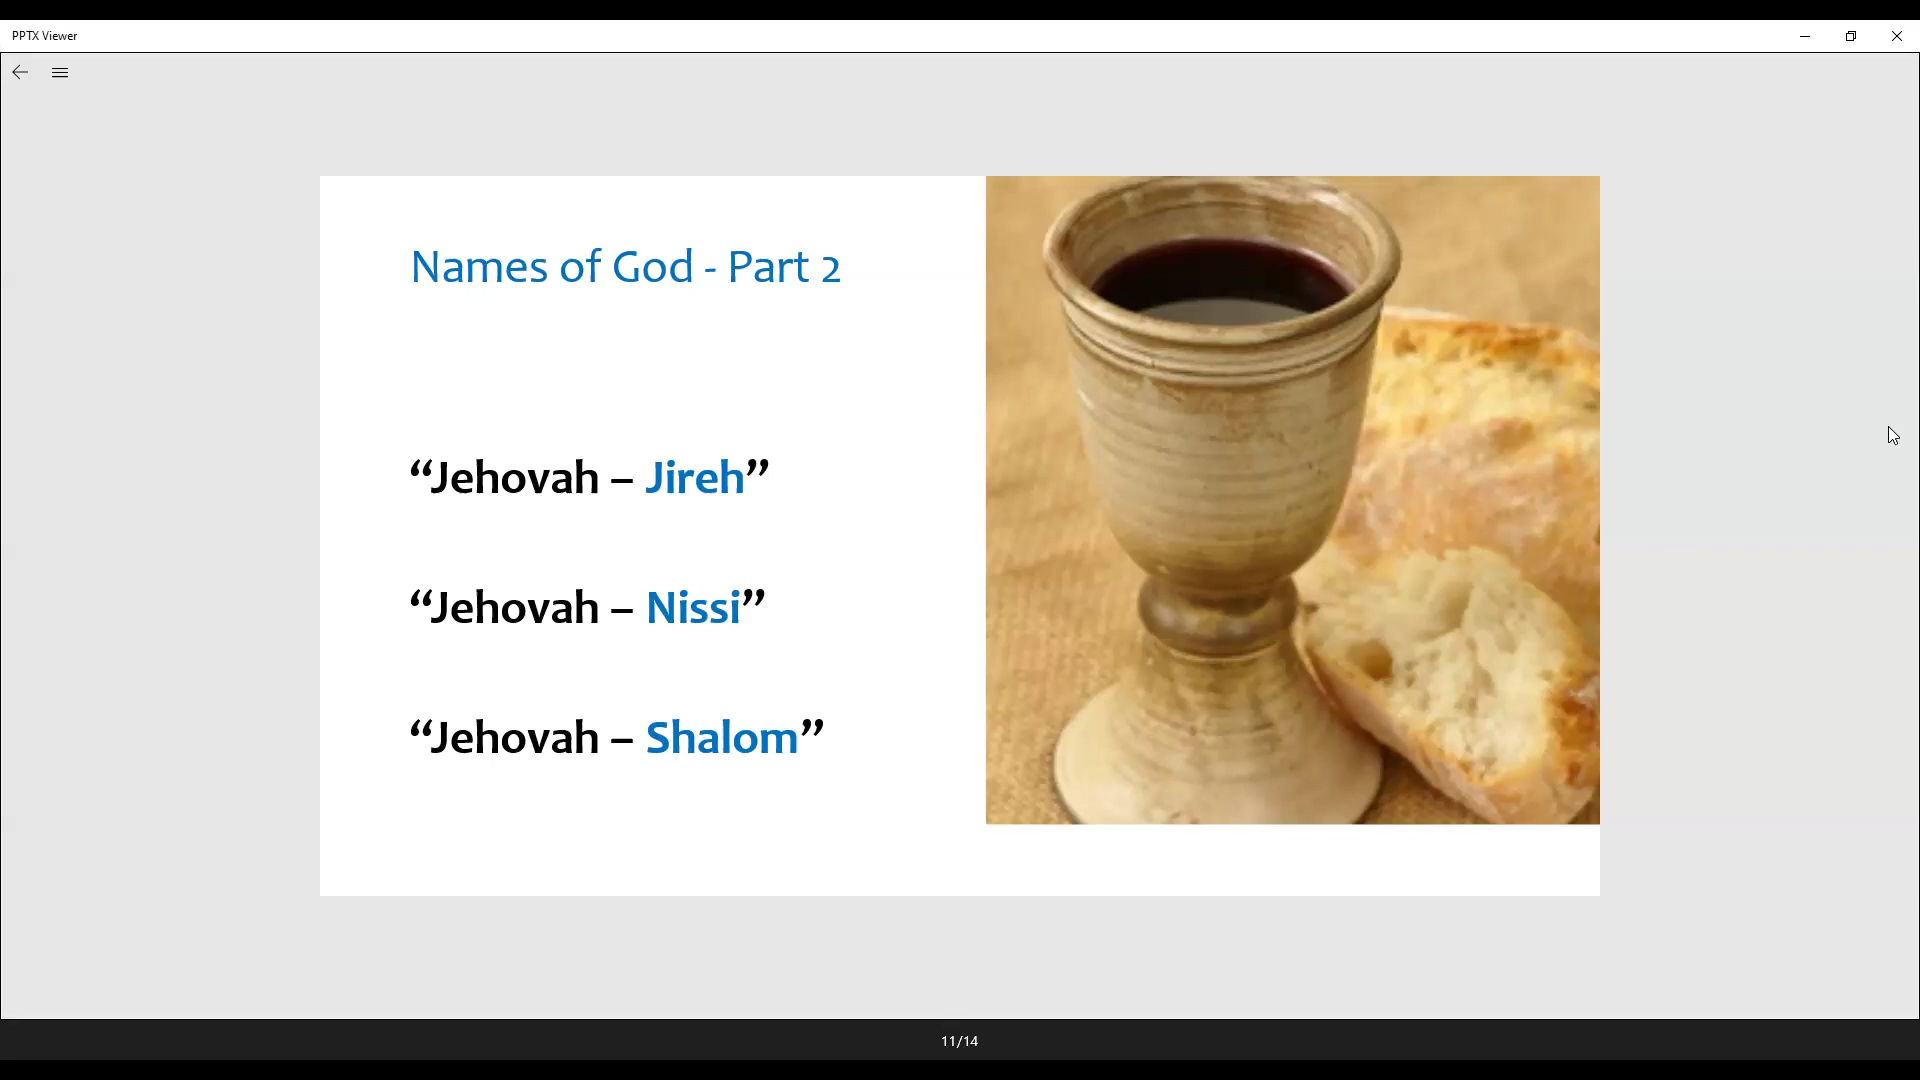 PPTX Viewer
Names of God - Part 2
“Jehovah – Jireh”
“Jehovah – Nissi”
“Jehovah – Shalom”
11/14